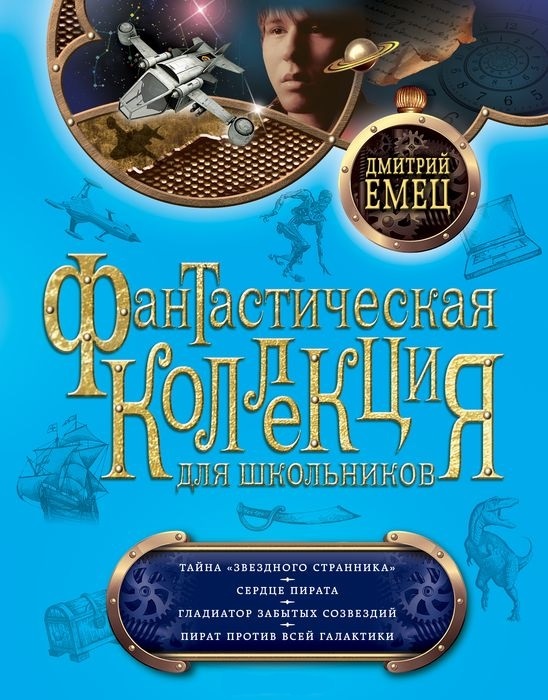 ДМИТРИЙ
ЕМЕЦ
ФАНТАСТИЧЕСКАЯ
КОЛЛЕКЦИЯ
ДЛЯ ШКОЛЬНИКОВ
ТАЙНА «ЗВЕЗДНОГО СТРАННИКА»
СЕРДЦЕ ПИРАТА
ГЛАДИАТОР ЗАБЫТЫХ СОЗВЕЗДИЙ
ПИРАТ ПРОТИВ ВСЕЙ ГАЛАКТИКИ